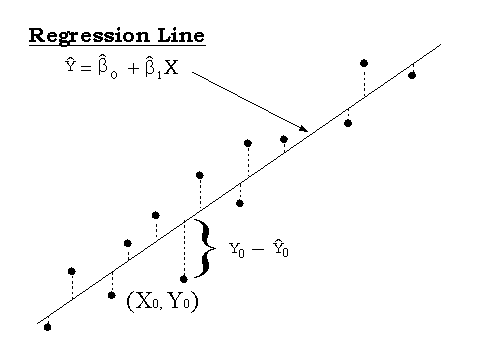 Regression Line
Ŷ = β̂₀ + β̂₁X
Y₀ − Ŷ₀
(X₀, Y₀)